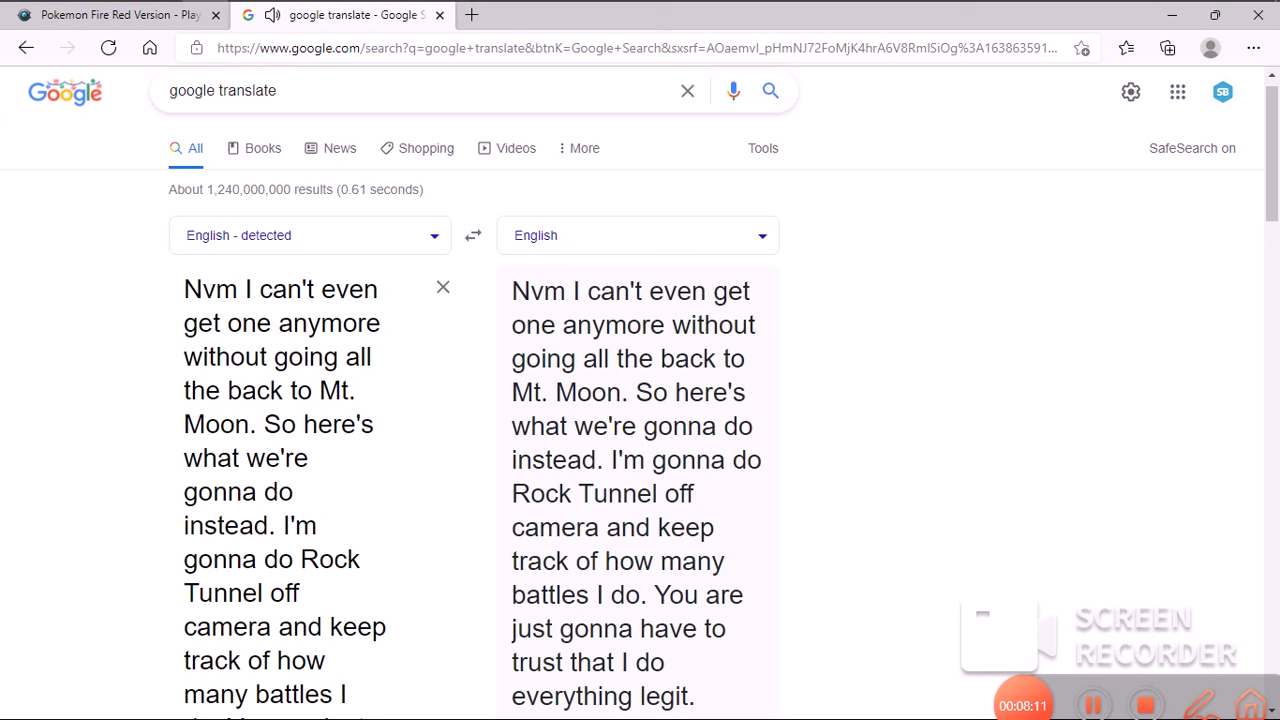 Pokemon Fire Red Version - Play
google translate - Google S
https://www.google.com/search?q=google+translate&btnK=Google+Search&sxsrf=AOaemvI_pHmNJ72FoMjK4hrA6V8RmISiOg%3A163863591...
Google
google translate
SB
All
Books
News
Shopping
Videos
More
Tools
SafeSearch on
About 1,240,000,000 results (0.61 seconds)
English - detected
English
Nvm I can't even
get one anymore
without going all
the back to Mt.
Moon. So here's
what we're
gonna do
instead. I'm
gonna do Rock
Tunnel off
camera and keep
track of how
many battles I
Nvm I can't even get
one anymore without
going all the back to
Mt. Moon. So here's
what we're gonna do
instead. I'm gonna do
Rock Tunnel off
camera and keep
track of how many
battles I do. You are
just gonna have to
trust that I do
everything legit.
SCREEN
RECORDER
00:08:11